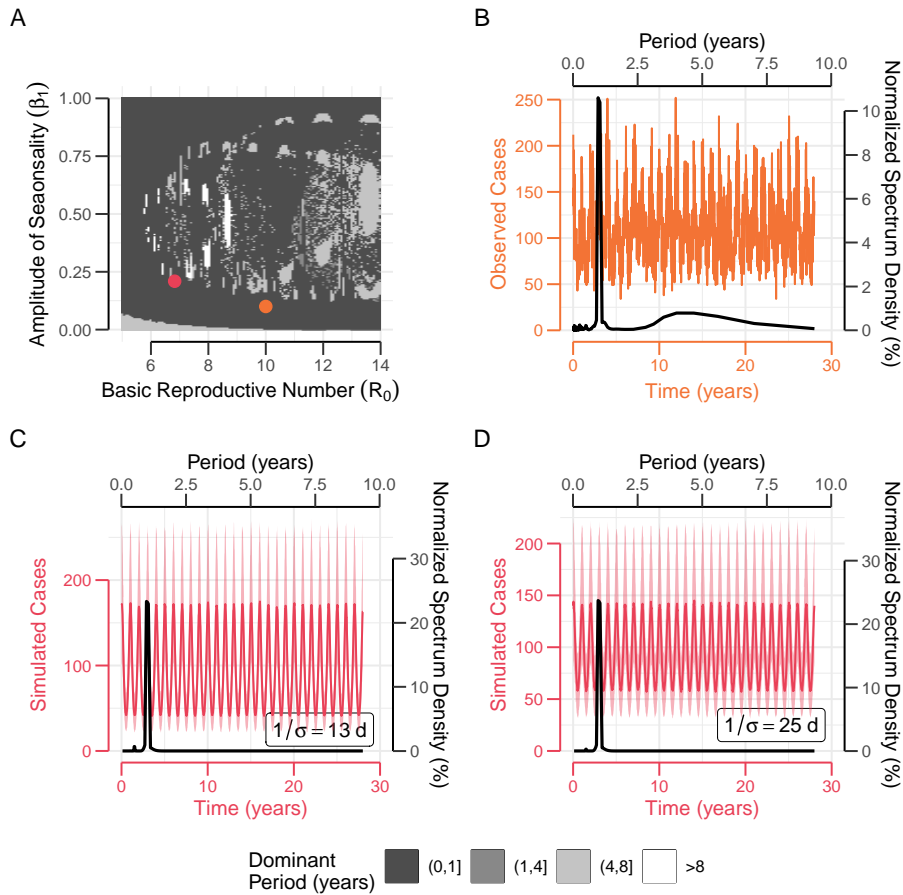 A
Amplitude of Seaonsality (β₁)
1.00
0.75
0.50
0.25
0.00
6 8 10 12 14
Basic Reproductive Number (R₀)
B
Period (years)
0.0 2.5 5.0 7.5 10.0
Observed Cases
250
200
150
100
50
0
10
8
6
4
2
0
Normalized Spectrum Density (%)
0 10 20 30
Time (years)
C
Period (years)
0.0 2.5 5.0 7.5 10.0
Simulated Cases
200
100
0
30
20
10
0
Normalized Spectrum Density (%)
1/σ = 13 d
0 10 20 30
Time (years)
D
Period (years)
0.0 2.5 5.0 7.5 10.0
Simulated Cases
200
150
100
50
0
30
20
10
0
Normalized Spectrum Density (%)
1/σ = 25 d
0 10 20 30
Time (years)
Dominant
Period (years)
(0,1] (1,4] (4,8] >8